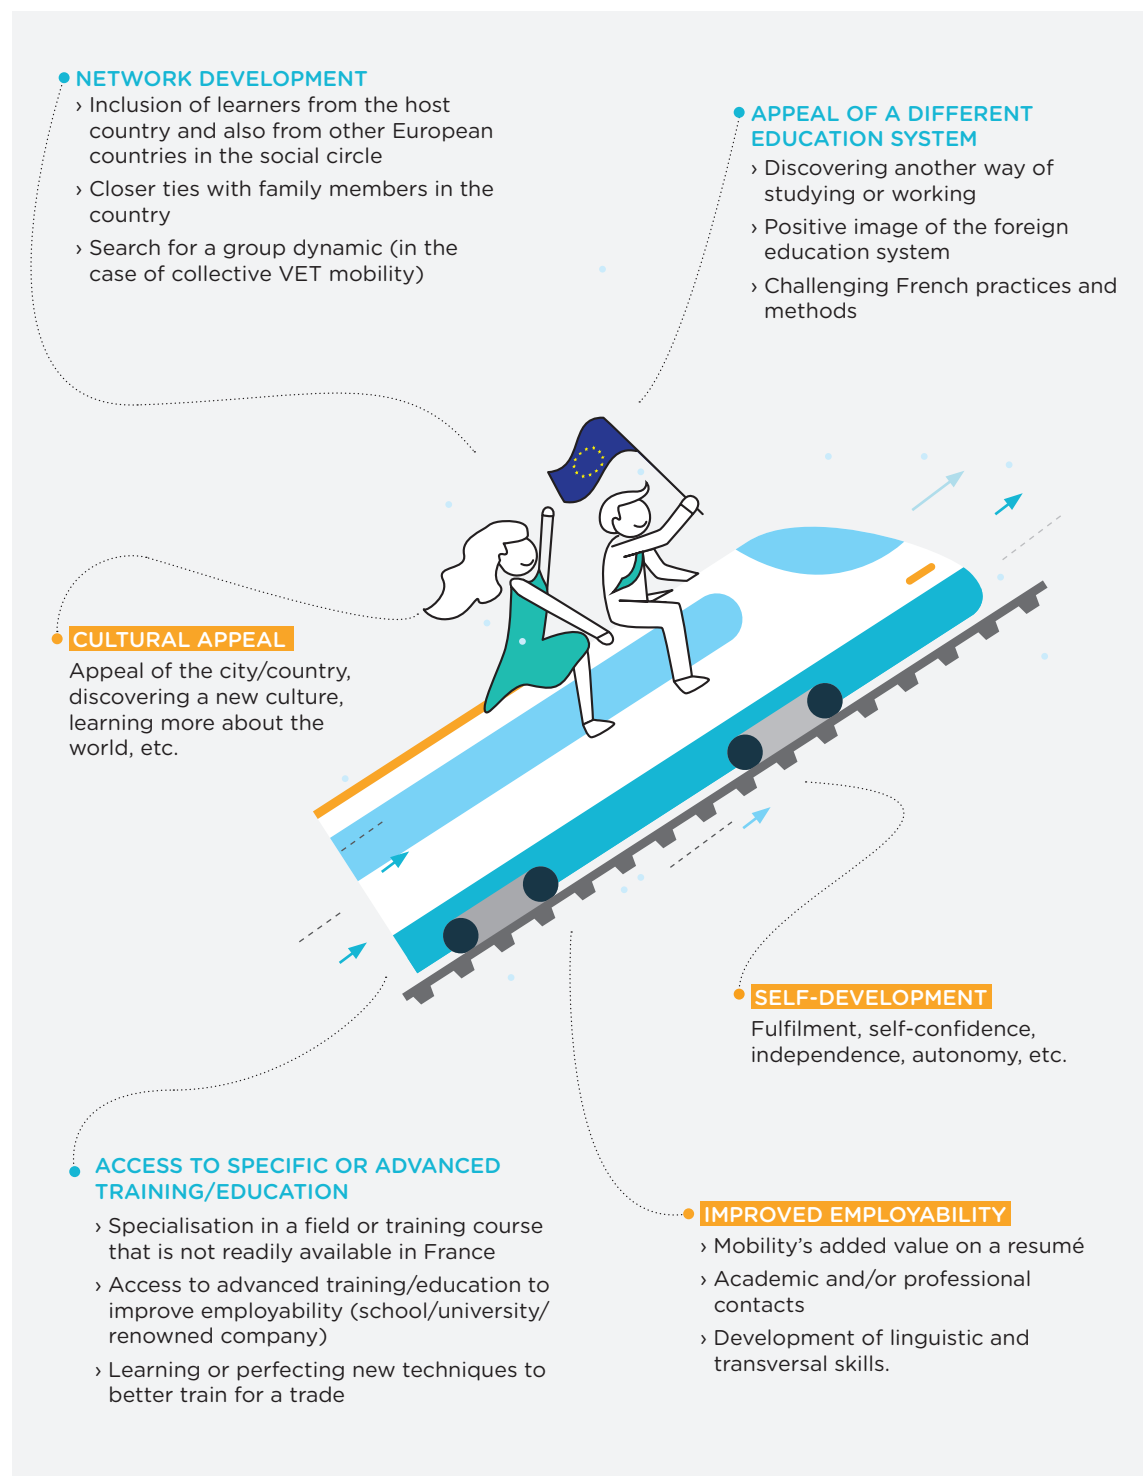 NETWORK DEVELOPMENT
› Inclusion of learners from the host
country and also from other European
countries in the social circle
› Closer ties with family members in the
country
› Search for a group dynamic (in the
case of collective VET mobility)
APPEAL OF A DIFFERENT
EDUCATION SYSTEM
› Discovering another way of
studying or working
› Positive image of the foreign
education system
› Challenging French practices and
methods
CULTURAL APPEAL
Appeal of the city/country,
discovering a new culture,
learning more about the
world, etc.
SELF-DEVELOPMENT
Fulfilment, self-confidence,
independence, autonomy, etc.
ACCESS TO SPECIFIC OR ADVANCED
TRAINING/EDUCATION
› Specialisation in a field or training course
that is not readily available in France
› Access to advanced training/education to
improve employability (school/university/
renowned company)
› Learning or perfecting new techniques to
better train for a trade
IMPROVED EMPLOYABILITY
› Mobility’s added value on a resumé
› Academic and/or professional
contacts
› Development of linguistic and
transversal skills.